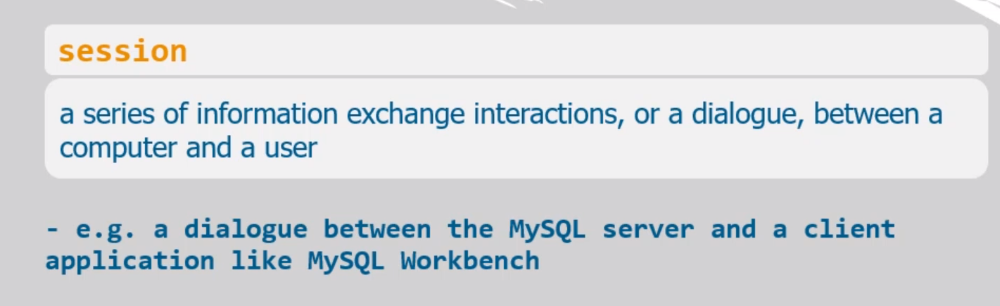 session
a series of information exchange interactions, or a dialogue, between a
computer and a user
- e.g. a dialogue between the MySQL server and a client
application like MySQL Workbench